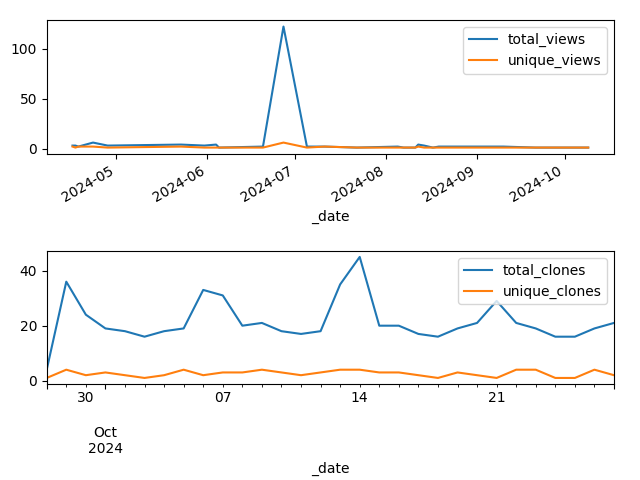 100
50
0
total_views
unique_views
2024-05
2024-06
2024-07
2024-08
2024-09
2024-10
_date
40
20
0
total_clones
unique_clones
30
07
14
21
Oct
2024
_date